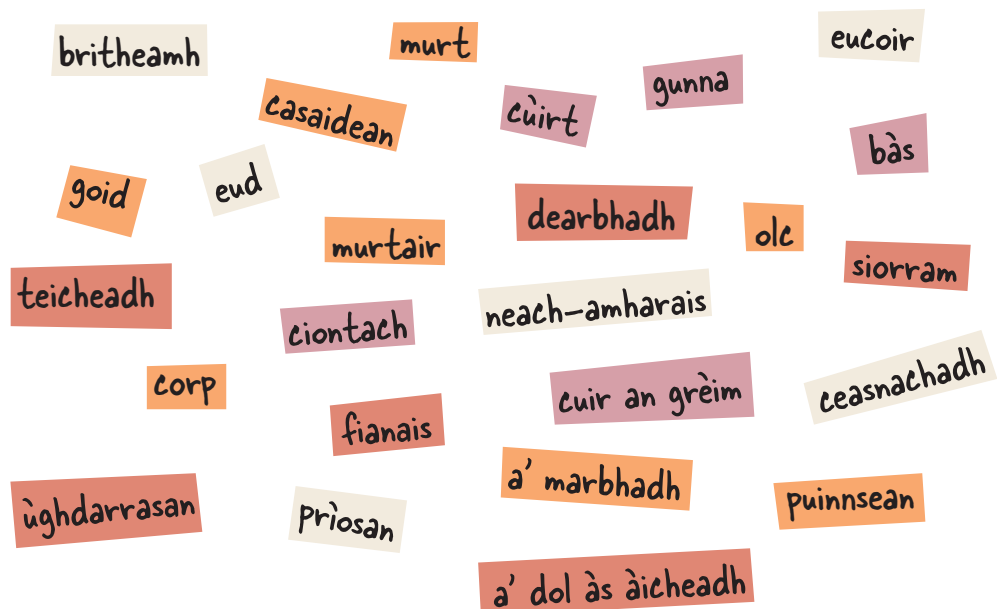 britheamh
murt
eucoir
casaidean
cùirt
gunna
bàs
goid
eud
murtair
dearbhadh
olc
siorram
teicheadh
ciontach
neach-amharais
corp
fianais
cuir an grèim
ceasnachadh
ùghdarrasan
prìosan
a' marbhadh
puinnsean
a' dol às àicheadh